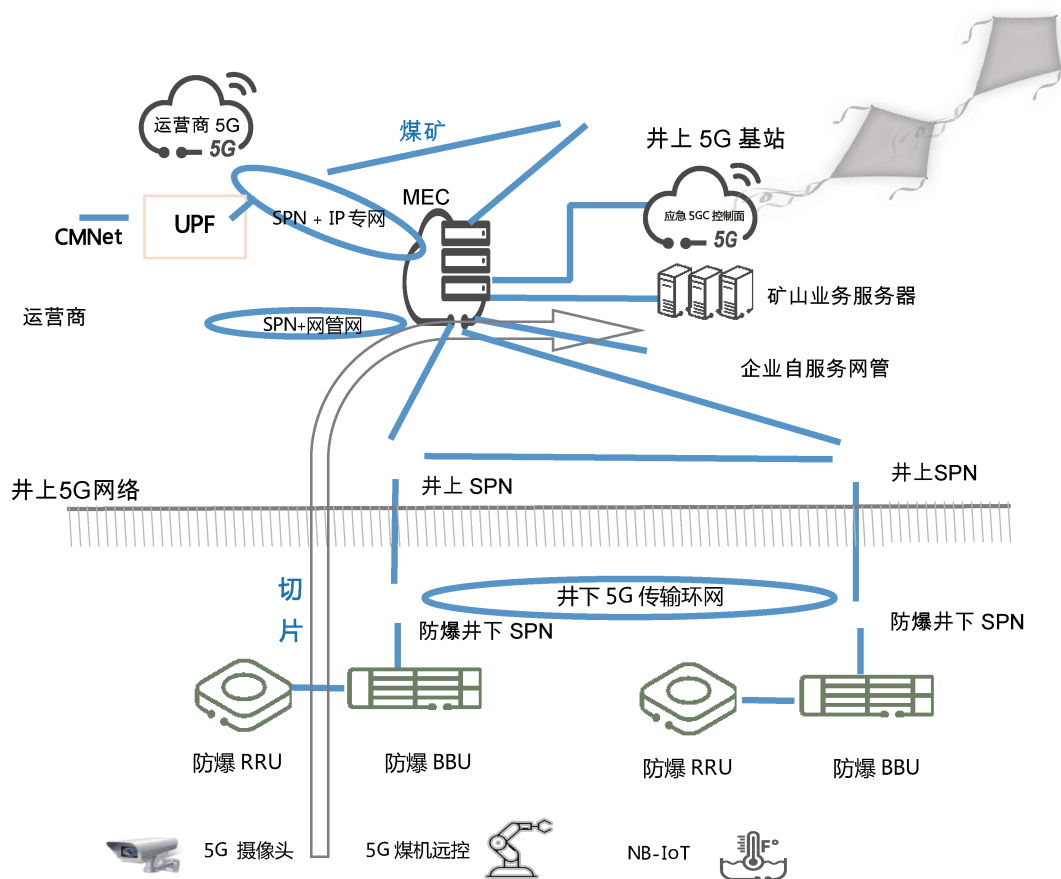 运营商 5G
5G
煤矿
井上 5G 基站
MEC
应急 5GC 控制面
5G
SPN + IP 专网
UPF
CMNet
矿山业务服务器
运营商
SPN+网管网
企业自服务网管
井上5G网络
井上 SPN
井上SPN
切
片
井下 5G 传输环网
防爆井下 SPN
防爆井下 SPN
防爆 RRU
防爆 BBU
防爆 RRU
防爆 BBU
5G 摄像头
5G 煤机远控
NB-IoT
F°